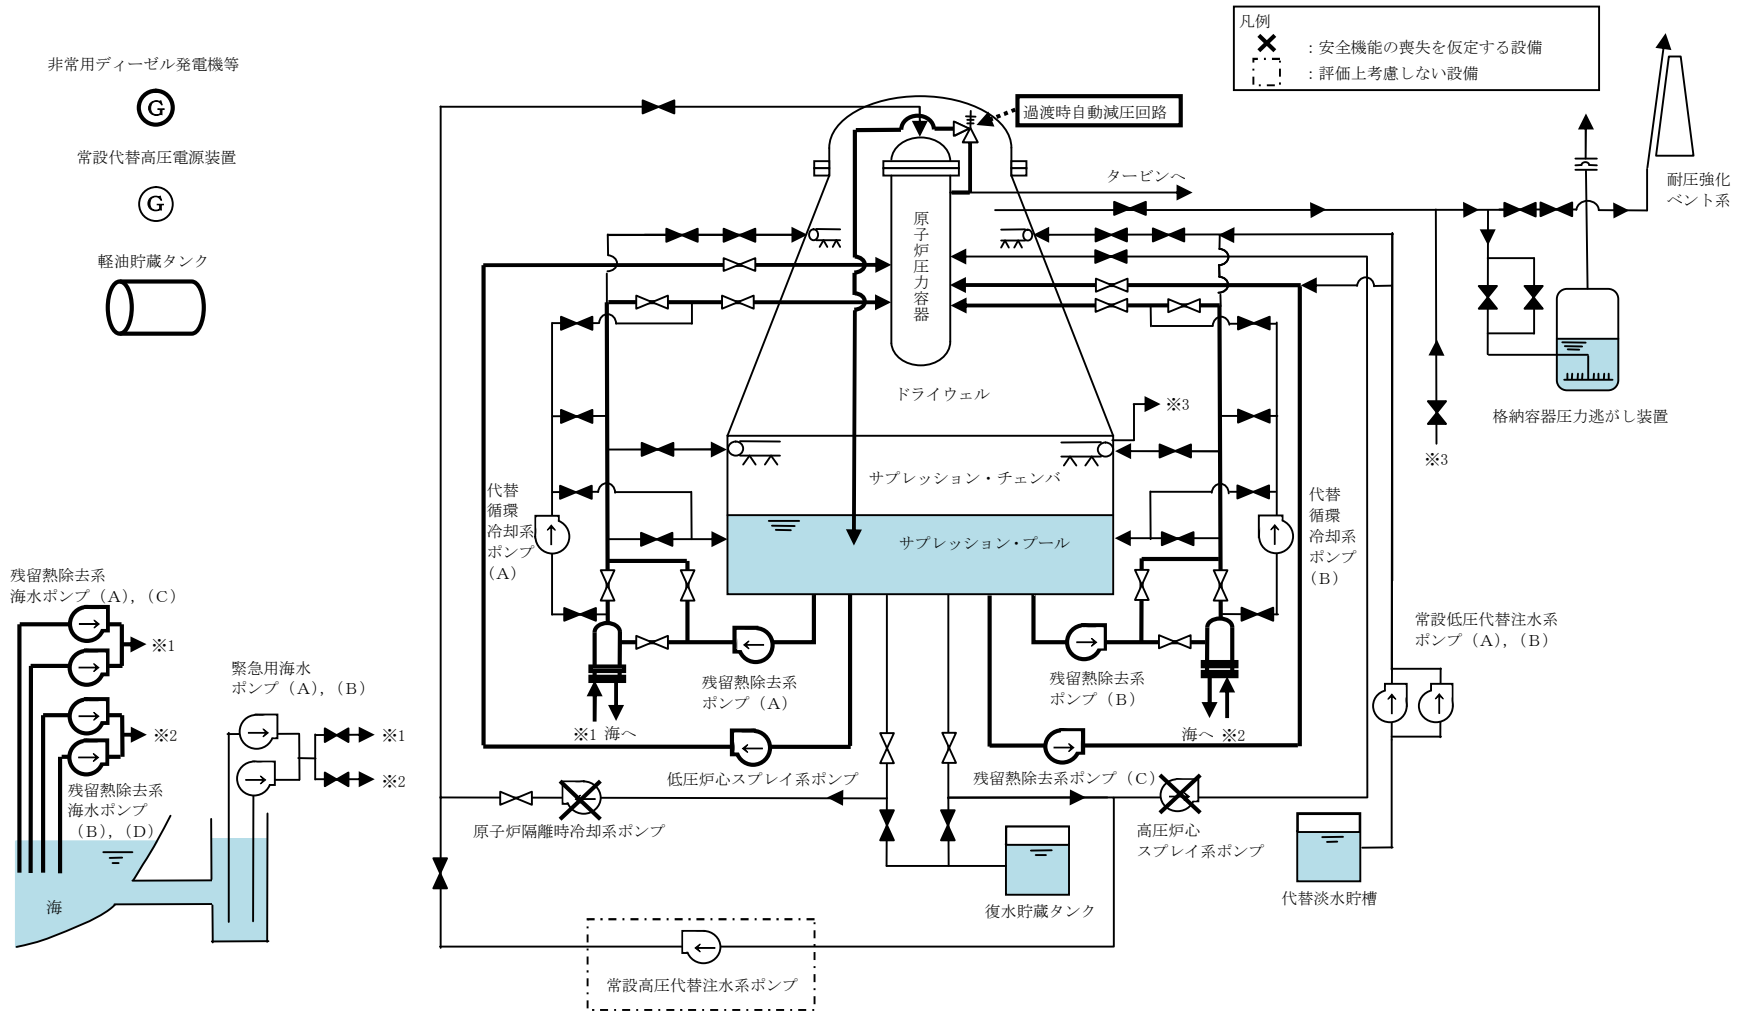 凡例
：安全機能の喪失を仮定する設備
：評価上考慮しない設備
非常用ディーゼル発電機等
G
常設代替高圧電源装置
G
軽油貯蔵タンク
過渡時自動減圧回路
タービンへ
耐圧強化
ベント系
原子炉圧力容器
ドライウェル
※3
格納容器圧力逃がし装置
※3
サプレッション・チェンバ
サプレッション・プール
代替
循環
冷却系
ポンプ
（A）
代替
循環
冷却系
ポンプ
（B）
残留熱除去系
海水ポンプ（A），（C）
※1
※2
残留熱除去系
海水ポンプ
（B），（D）
緊急用海水
ポンプ（A），（B）
※1
※2
海
残留熱除去系
ポンプ（A）
※1
海へ
残留熱除去系
ポンプ（B）
海へ
※2
常設低圧代替注水系
ポンプ（A），（B）
低圧炉心スプレイ系ポンプ
残留熱除去系ポンプ（C）
原子炉隔離時冷却系ポンプ
高圧炉心
スプレイ系ポンプ
復水貯蔵タンク
代替淡水貯槽
常設高圧代替注水系ポンプ